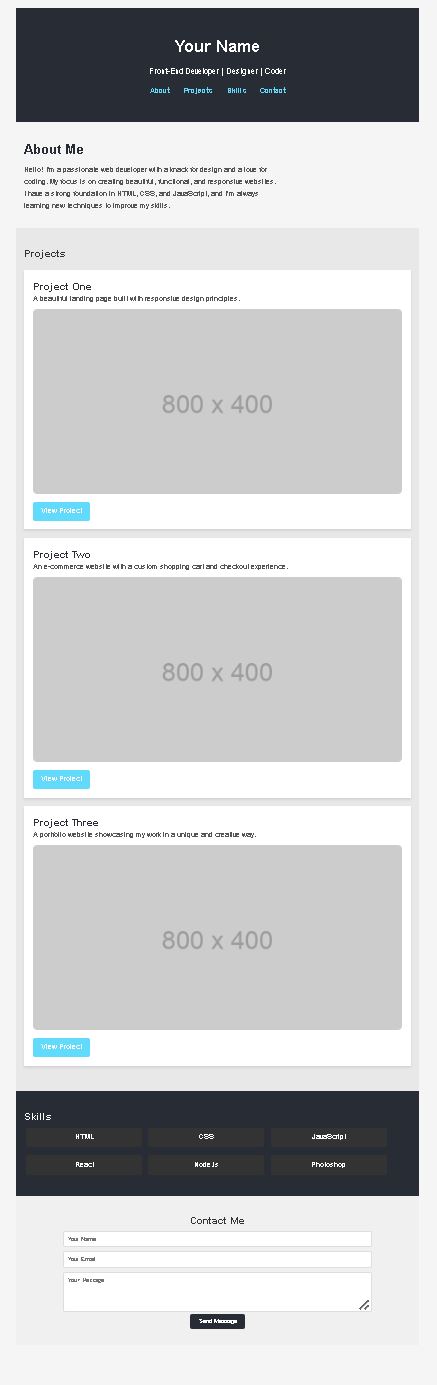 Your Name
Front-End Developer | Designer | Coder
About Projects Skills Contact
About Me
Hello! I'm a passionate web developer with a knack for design and a love for
coding. My focus is on creating beautiful, functional, and responsive websites.
I have a strong foundation in HTML, CSS, and JavaScript, and I'm always
learning new techniques to improve my skills.
Projects
Project One
A beautiful landing page built with responsive design principles.
800 x 400
View Project
Project Two
An e-commerce website with a custom shopping cart and checkout experience.
800 x 400
View Project
Project Three
A portfolio website showcasing my work in a unique and creative way.
800 x 400
View Project
Skills
HTML CSS JavaScript
React Node.js Photoshop
Contact Me
Your Name
Your Email
Your Message
Send Message